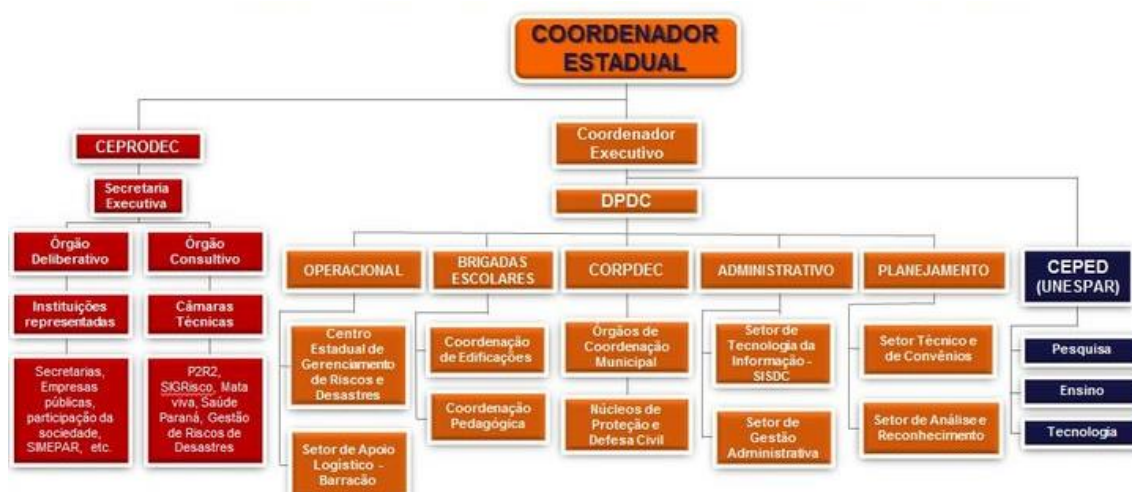 COORDENADOR
ESTADUAL
CEPRODEC
Secretaria
Executiva
Órgão
Deliberativo
Instituições
representadas
Secretarias,
Empresas
públicas,
participação da
sociedade,
SIMEPAR, etc.
Órgão
Consultivo
Câmaras
Técnicas
P2R2,
SIGRisco, Mata
viva, Saúde
Paraná, Gestão
de Riscos de
Desastres
Coordenador
Executivo
DPDC
OPERACIONAL
Centro
Estadual de
Gerenciamento
de Riscos e
Desastres
Setor de Apoio
Logístico -
Barracão
BRIGADAS
ESCOLARES
Coordenação
de Edificações
Coordenação
Pedagógica
CORPDEC
Órgãos de
Coordenação
Municipal
Núcleos de
Proteção e
Defesa Civil
ADMINISTRATIVO
Setor de
Tecnologia da
Informação -
SISDC
Setor de
Gestão
Administrativa
PLANEJAMENTO
Setor Técnico e
de Convênios
Setor de Análise e
Reconhecimento
CEPED
(UNESPAR)
Pesquisa
Ensino
Tecnologia